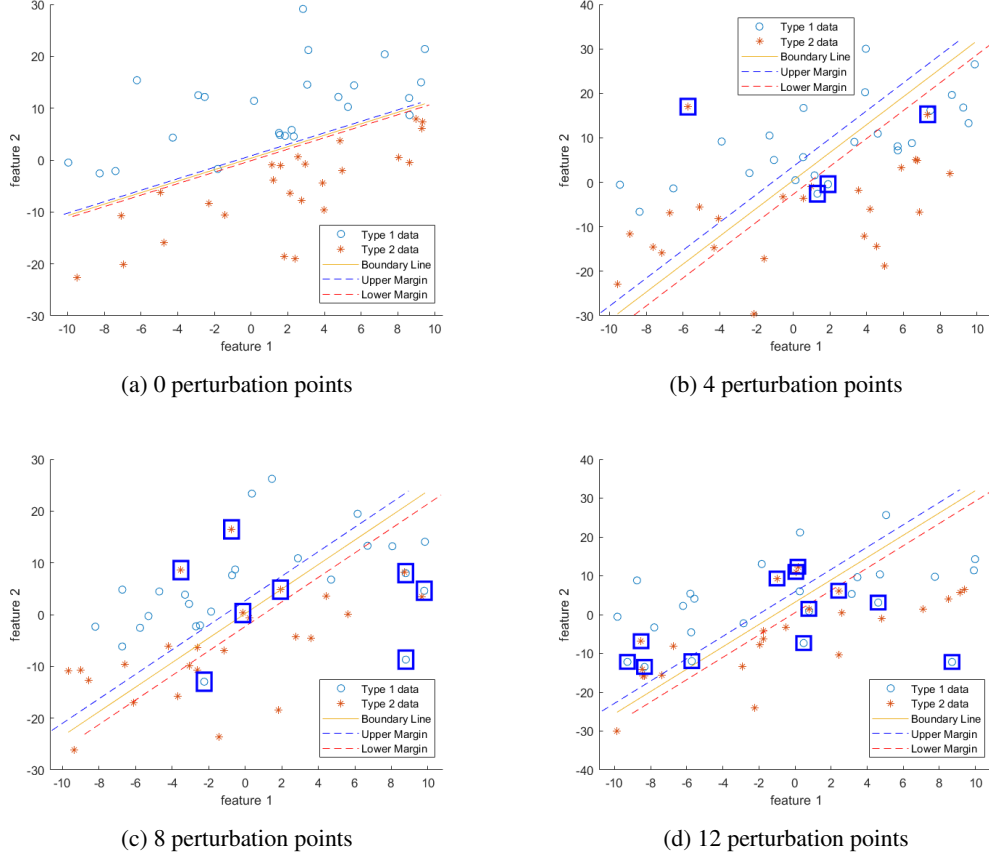 30
20
10
0
-10
-20
-30
feature 2
Type 1 data
Type 2 data
Boundary Line
Upper Margin
Lower Margin
-10 -8 -6 -4 -2 0 2 4 6 8 10
feature 1
(a) 0 perturbation points
40
30
20
10
0
-10
-20
-30
feature 2
Type 1 data
Type 2 data
Boundary Line
Upper Margin
Lower Margin
-10 -8 -6 -4 -2 0 2 4 6 8 10
feature 1
(b) 4 perturbation points
30
20
10
0
-10
-20
-30
feature 2
Type 1 data
Type 2 data
Boundary Line
Upper Margin
Lower Margin
-10 -8 -6 -4 -2 0 2 4 6 8 10
feature 1
(c) 8 perturbation points
40
30
20
10
0
-10
-20
-30
-40
feature 2
Type 1 data
Type 2 data
Boundary Line
Upper Margin
Lower Margin
-10 -8 -6 -4 -2 0 2 4 6 8 10
feature 1
(d) 12 perturbation points